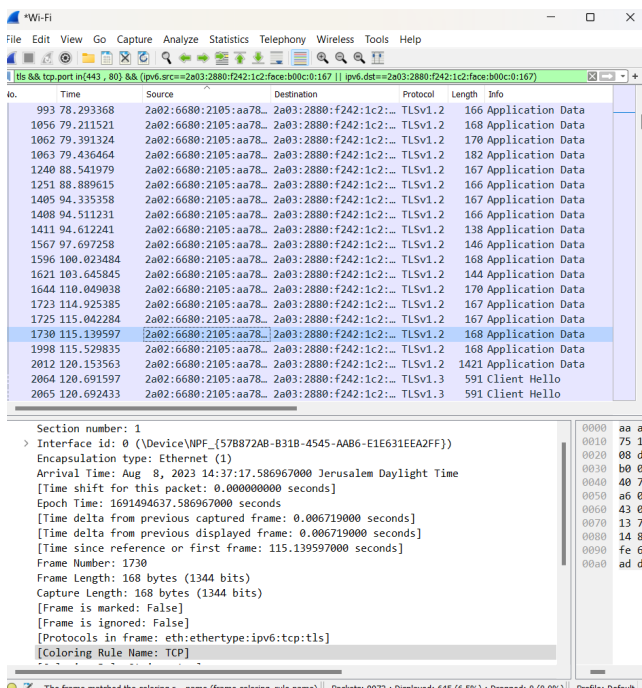 *Wi-Fi
File Edit View Go Capture Analyze Statistics Telephony Wireless Tools Help
tls && tcp.port in{443 , 80} && (ipv6.src==2a03:2880:f242:1c2:face:b00c:0:167 || ipv6.dst==2a03:2880:f242:1c2:face:b00c:0:167)
No. Time Source Destination Protocol Length Info
993 78.293368 2a02:6680:2105:aa78… 2a03:2880:f242:1c2:… TLSv1.2 166 Application Data
1056 79.211521 2a02:6680:2105:aa78… 2a03:2880:f242:1c2:… TLSv1.2 168 Application Data
1062 79.391324 2a02:6680:2105:aa78… 2a03:2880:f242:1c2:… TLSv1.2 170 Application Data
1063 79.436464 2a02:6680:2105:aa78… 2a03:2880:f242:1c2:… TLSv1.2 182 Application Data
1240 88.541979 2a02:6680:2105:aa78… 2a03:2880:f242:1c2:… TLSv1.2 167 Application Data
1251 88.889615 2a02:6680:2105:aa78… 2a03:2880:f242:1c2:… TLSv1.2 166 Application Data
1405 94.335358 2a02:6680:2105:aa78… 2a03:2880:f242:1c2:… TLSv1.2 167 Application Data
1408 94.511231 2a02:6680:2105:aa78… 2a03:2880:f242:1c2:… TLSv1.2 166 Application Data
1411 94.612241 2a02:6680:2105:aa78… 2a03:2880:f242:1c2:… TLSv1.2 138 Application Data
1567 97.697258 2a02:6680:2105:aa78… 2a03:2880:f242:1c2:… TLSv1.2 146 Application Data
1596 100.023484 2a02:6680:2105:aa78… 2a03:2880:f242:1c2:… TLSv1.2 168 Application Data
1621 103.645845 2a02:6680:2105:aa78… 2a03:2880:f242:1c2:… TLSv1.2 144 Application Data
1644 110.049038 2a02:6680:2105:aa78… 2a03:2880:f242:1c2:… TLSv1.2 170 Application Data
1723 114.925385 2a02:6680:2105:aa78… 2a03:2880:f242:1c2:… TLSv1.2 167 Application Data
1725 115.042284 2a02:6680:2105:aa78… 2a03:2880:f242:1c2:… TLSv1.2 167 Application Data
1730 115.139597 2a02:6680:2105:aa78… 2a03:2880:f242:1c2:… TLSv1.2 168 Application Data
1998 115.529835 2a02:6680:2105:aa78… 2a03:2880:f242:1c2:… TLSv1.2 168 Application Data
2012 120.153563 2a02:6680:2105:aa78… 2a03:2880:f242:1c2:… TLSv1.2 1421 Application Data
2064 120.691597 2a02:6680:2105:aa78… 2a03:2880:f242:1c2:… TLSv1.3 591 Client Hello
2065 120.692433 2a02:6680:2105:aa78… 2a03:2880:f242:1c2:… TLSv1.3 591 Client Hello
Section number: 1
> Interface id: 0 (\Device\NPF_{57B872AB-B31B-4545-AAB6-E1E631EEA2FF})
Encapsulation type: Ethernet (1)
Arrival Time: Aug 8, 2023 14:37:17.586967000 Jerusalem Daylight Time
[Time shift for this packet: 0.000000000 seconds]
Epoch Time: 1691494637.586967000 seconds
[Time delta from previous captured frame: 0.006719000 seconds]
[Time delta from previous displayed frame: 0.006719000 seconds]
[Time since reference or first frame: 115.139597000 seconds]
Frame Number: 1730
Frame Length: 168 bytes (1344 bits)
Capture Length: 168 bytes (1344 bits)
[Frame is marked: False]
[Frame is ignored: False]
[Protocols in frame: eth:ethertype:ipv6:tcp:tls]
[Coloring Rule Name: TCP]
0000 aa a
0010 75 1
0020 08 d
0030 b0 0
0040 40 7
0050 a6 0
0060 43 0
0070 13 7
0080 14 8
0090 fe 6
00a0 ad d